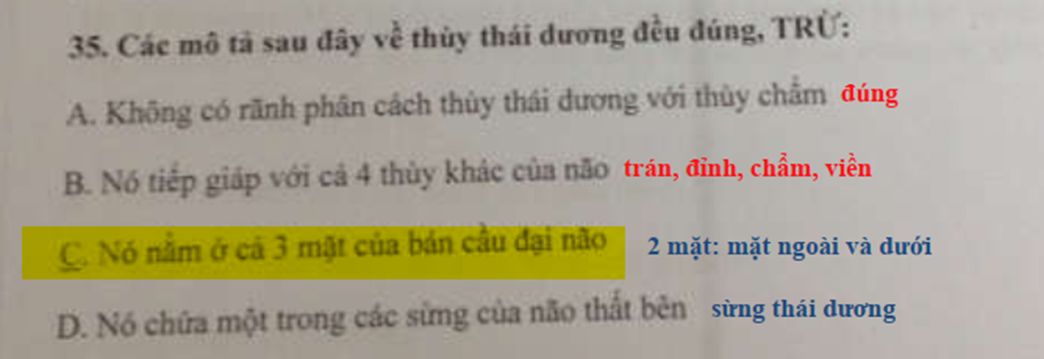 35. Các mô tả sau đây về thùy thái dương đều đúng, TRỪ:
A. Không có rãnh phân cách thùy thái dương với thùy chẩm đúng
B. Nó tiếp giáp với cả 4 thùy khác của não trán, đỉnh, chẩm, viền
C. Nó nằm ở cả 3 mặt của bán cầu đại não 2 mặt: mặt ngoài và dưới
D. Nó chứa một trong các sừng của não thất bên sừng thái dương